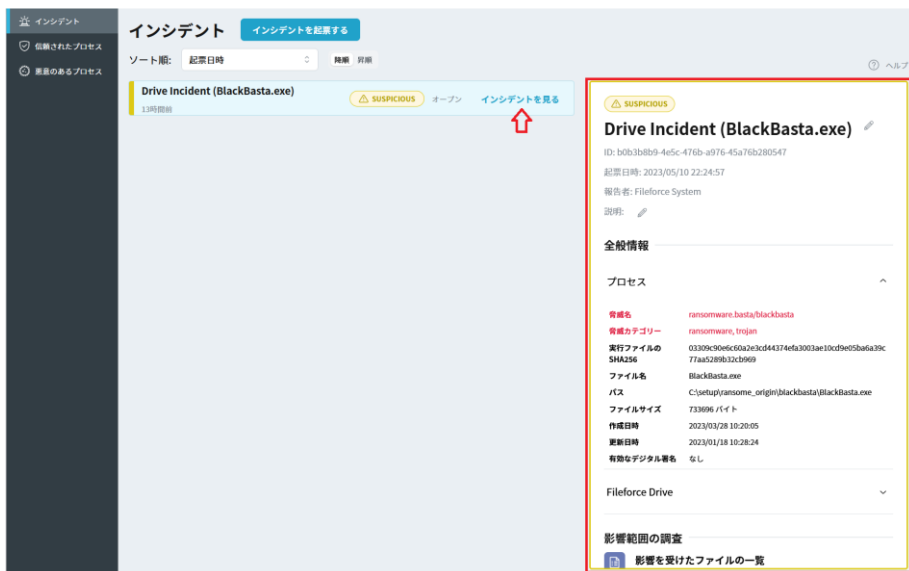 インシデント
信頼されたプロセス
悪意のあるプロセス
インシデント
インシデントを起票する
ソート順:
起票日時
降順 昇順
ヘルプ
Drive Incident (BlackBasta.exe)
13時間前
SUSPICIOUS
オープン
インシデントを見る
SUSPICIOUS
Drive Incident (BlackBasta.exe)
ID: b0b3b8b9-4e5c-476b-a976-45a76b280547
起票日時: 2023/05/10 22:24:57
報告者: Fileforce System
説明:
全般情報
プロセス
脅威名 ransomware.basta/blackbasta
脅威カテゴリー ransomware, trojan
実行ファイルの 03309c90e6c60a2e3cd44374efa3003ae10cd9e05ba6a39c
SHA256 77aa5289b32cb969
ファイル名 BlackBasta.exe
パス C:\setup\ransome_origin\blackbasta\BlackBasta.exe
ファイルサイズ 733696 バイト
作成日時 2023/03/28 10:20:05
更新日時 2023/01/18 10:28:24
有効なデジタル署名 なし
Fileforce Drive
影響範囲の調査
影響を受けたファイルの一覧